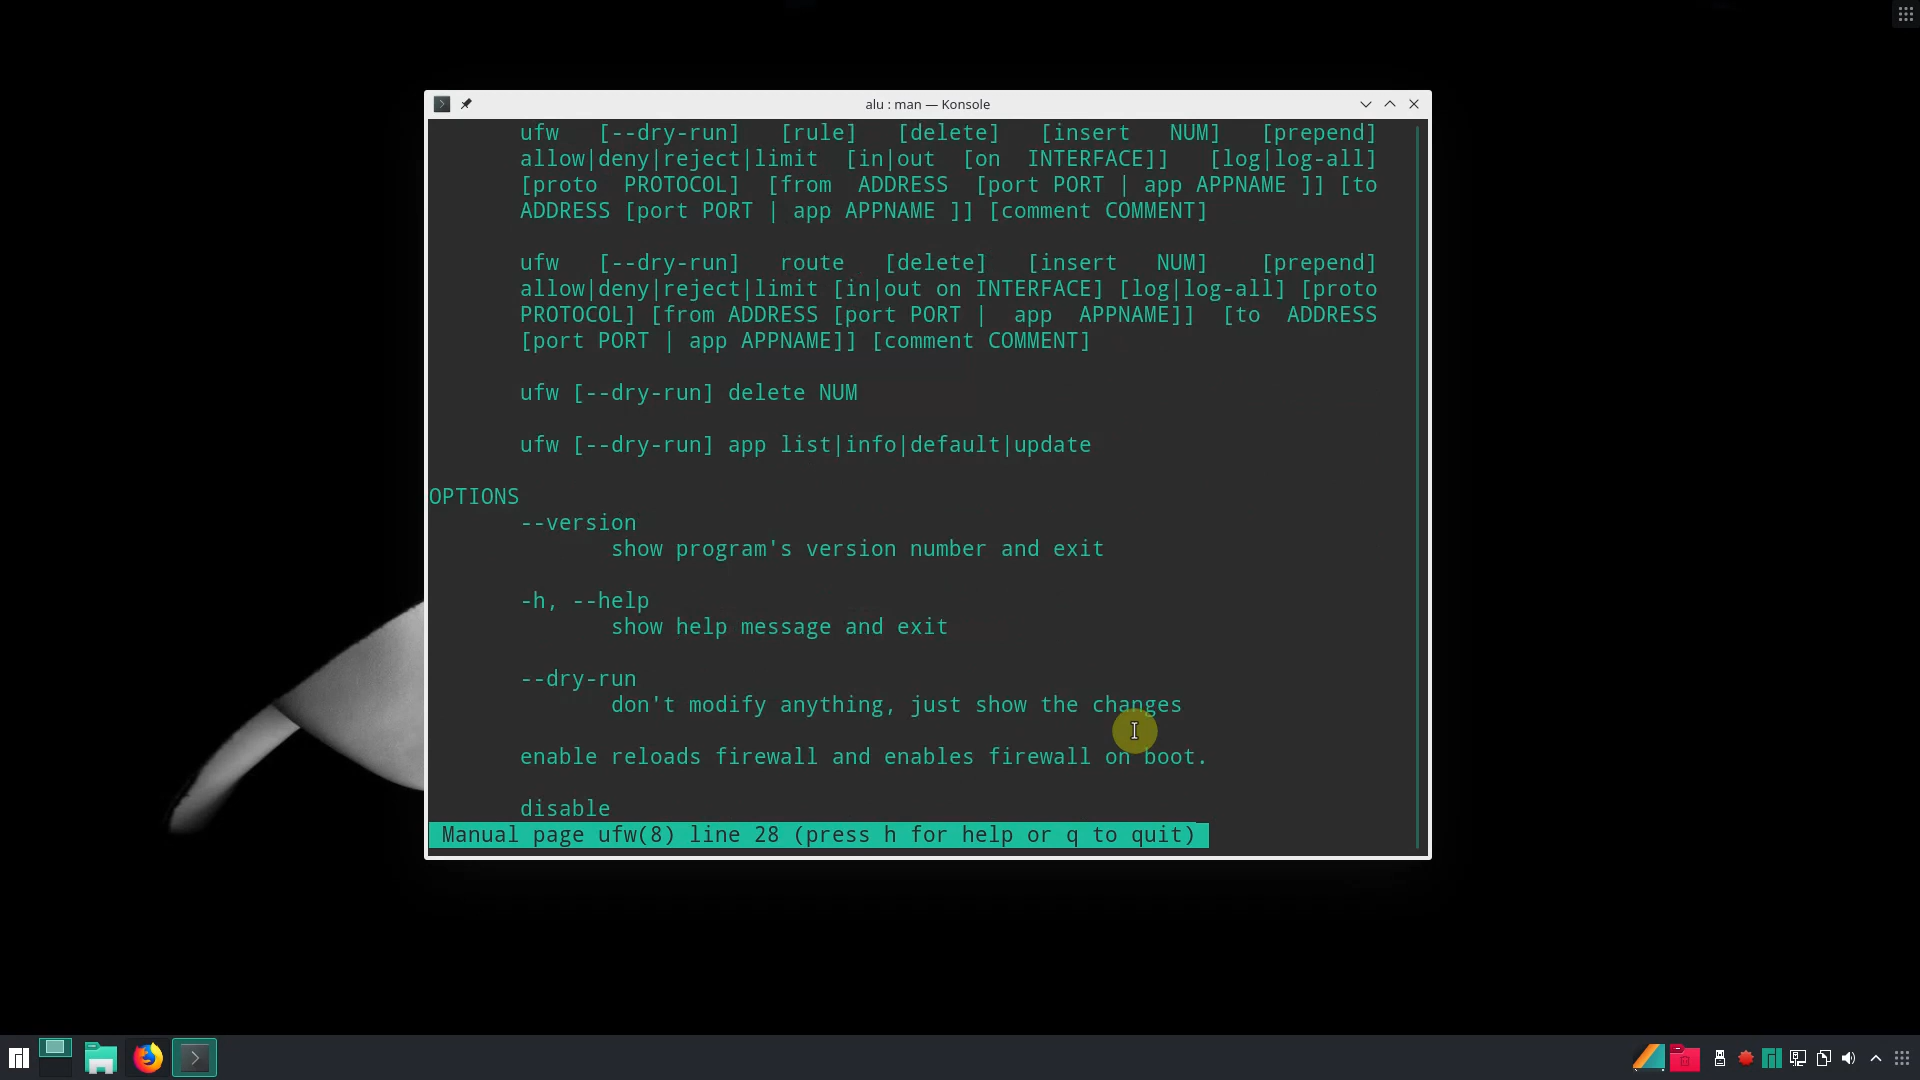 alu : man — Konsole
ufw [--dry-run] [rule] [delete] [insert NUM] [prepend]
allow|deny|reject|limit [in|out [on INTERFACE]] [log|log-all]
[proto PROTOCOL] [from ADDRESS [port PORT | app APPNAME ]] [to
ADDRESS [port PORT | app APPNAME ]] [comment COMMENT]
ufw [--dry-run] route [delete] [insert NUM] [prepend]
allow|deny|reject|limit [in|out on INTERFACE] [log|log-all] [proto
PROTOCOL] [from ADDRESS [port PORT | app APPNAME]] [to ADDRESS
[port PORT | app APPNAME]] [comment COMMENT]
ufw [--dry-run] delete NUM
ufw [--dry-run] app list|info|default|update
OPTIONS
--version
show program's version number and exit
-h, --help
show help message and exit
--dry-run
don't modify anything, just show the changes
enable reloads firewall and enables firewall on boot.
disable
Manual page ufw(8) line 28 (press h for help or q to quit)